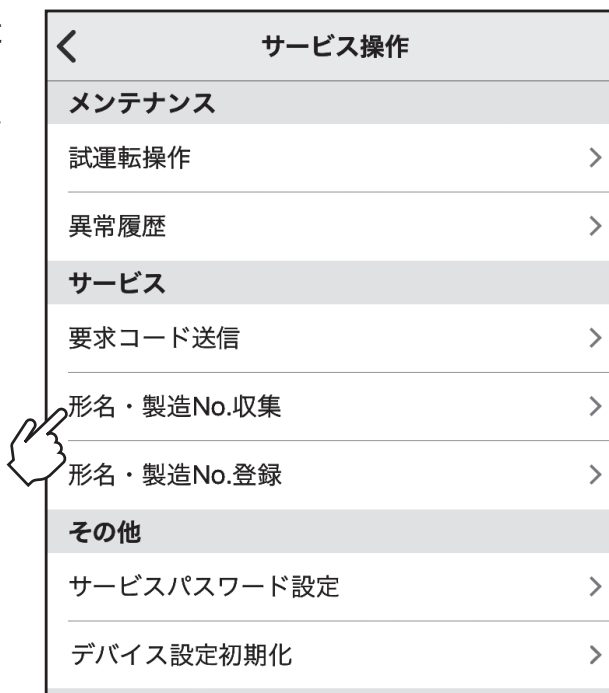 サービス操作
メンテナンス
試運転操作
異常履歴
サービス
要求コード送信
形名・製造No.収集
形名・製造No.登録
その他
サービスパスワード設定
デバイス設定初期化